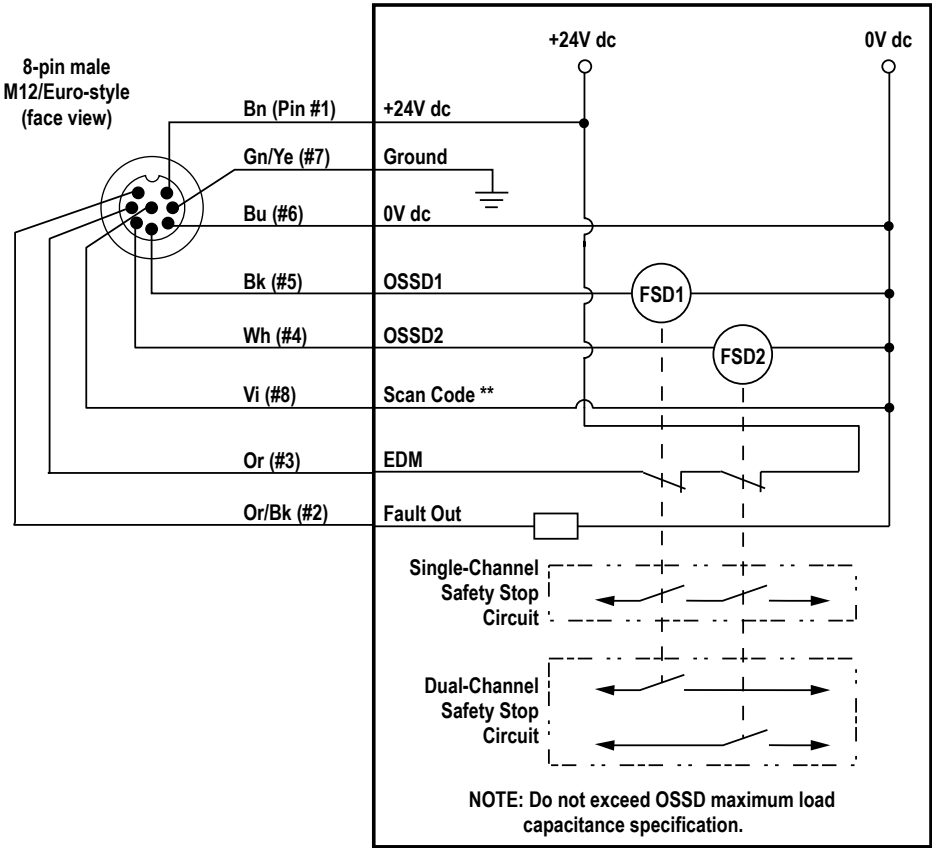 +24V dc
0V dc
8-pin male
M12/Euro-style
(face view)
Bn (Pin #1)
+24V dc
Gn/Ye (#7)
Ground
Bu (#6)
0V dc
Bk (#5)
OSSD1
FSD1
Wh (#4)
OSSD2
FSD2
Vi (#8)
Scan Code **
Or (#3)
EDM
Or/Bk (#2)
Fault Out
Single-Channel
Safety Stop
Circuit
Dual-Channel
Safety Stop
Circuit
NOTE: Do not exceed OSSD maximum load
capacitance specification.